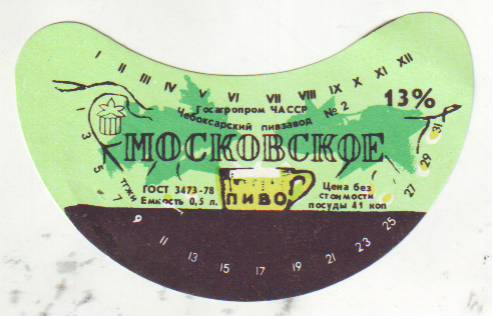 I II III IV V VI VII VIII IX X XI XII
Госагропром ЧАССР
Чебоксарский пивзавод № 2
13%
МОСКОВСКОЕ
ГОСТ 3473-78
Емкость 0,5 л.
ПИВО
Цена без
стоимости
посуды 41 коп
3 5 7 9 11 13 15 17 19 21 23 25 27 29 31